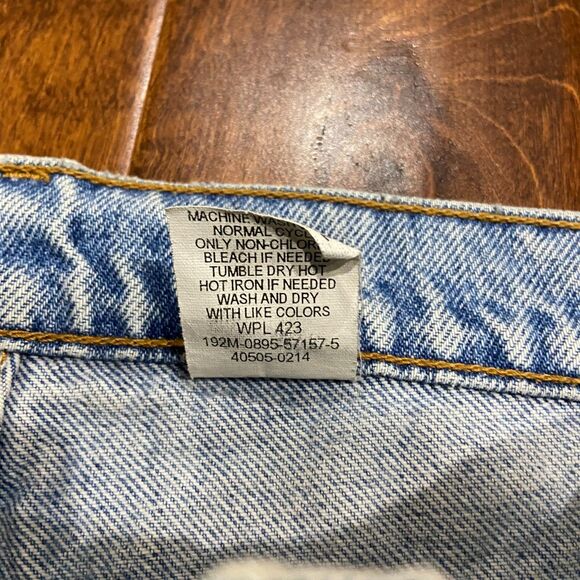 MACHINE
NORMAL
ONLY NON-CHLOR
BLEACH IF NEEDED
TUMBLE DRY HOT
HOT IRON IF NEEDED
WASH AND DRY
WITH LIKE COLORS
WPL 423
192M-0895-57157-5
40505-0214